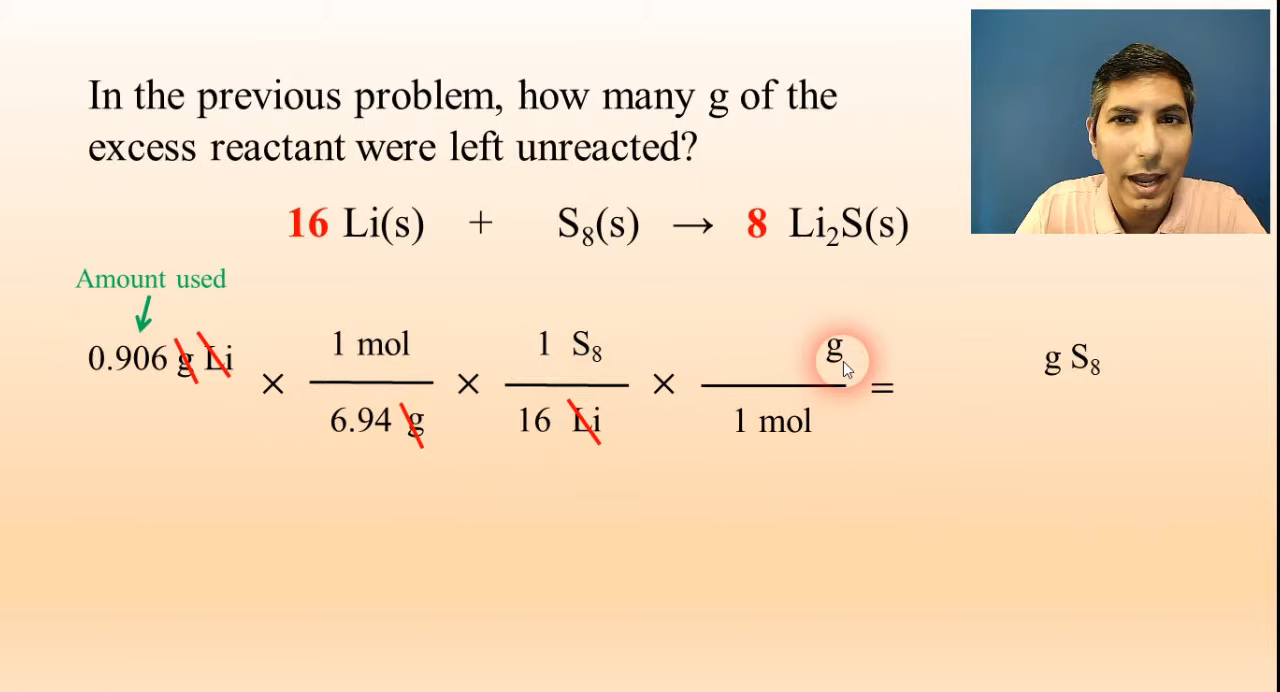 In the previous problem, how many g of the
excess reactant were left unreacted?
16 Li(s) + S₈(s) → 8 Li₂S(s)
Amount used
0.906 g Li × 1 mol / 6.94 g × 1 S₈ / 16 Li × g / 1 mol = g S₈